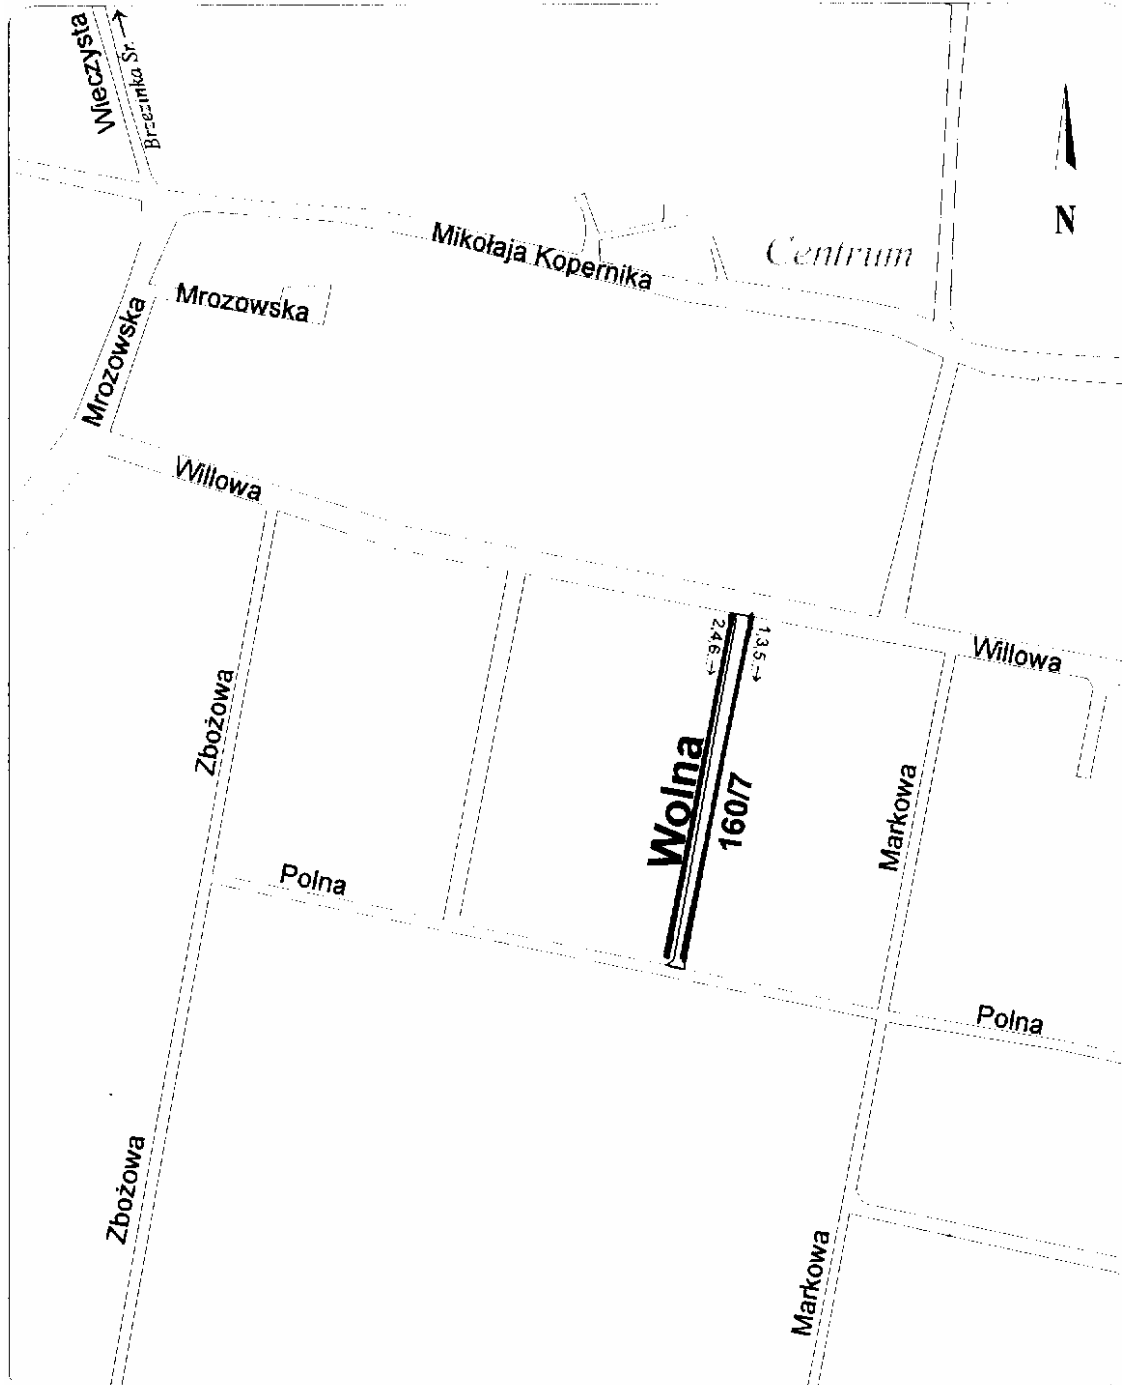 Wieczysta
Brzezinka Sr. →
N
Mikołaja Kopernika
Centrum
Mrozowska
Mrozowska
Willowa
2,4,6 →
1,3,5 →
Willowa
Zbożowa
Wolna
160/7
Markowa
Polna
Polna
Zbożowa
Markowa